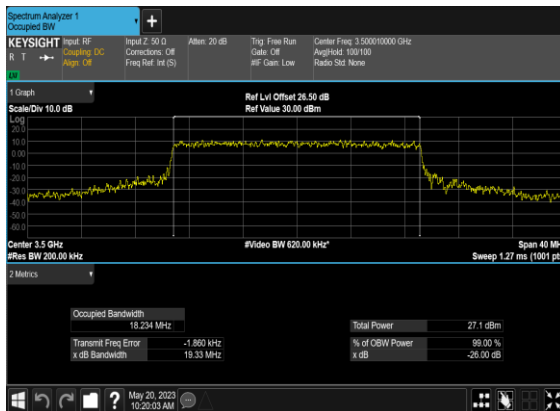 Spectrum Analyzer 1
Occupied BW
KEYSIGHT
R T
Input: RF
Coupling: DC
Align: Off
Input Z: 50 Ω
Corrections: Off
Freq Ref: Int (S)
Atten: 20 dB
Trig: Free Run
Gate: Off
#IF Gain: Low
Center Freq: 3.500010000 GHz
Avg|Hold: 100/100
Radio Std: None
1 Graph
Scale/Div 10.0 dB
Ref Lvl Offset 26.50 dB
Ref Value 30.00 dBm
Log
20.0
10.0
0.00
-10.0
-20.0
-30.0
-40.0
-50.0
-60.0
Center 3.5 GHz
#Res BW 200.00 kHz
#Video BW 620.00 kHz*
Span 40 MH
Sweep 1.27 ms (1001 pts
2 Metrics
Occupied Bandwidth
18.234 MHz
Transmit Freq Error -1.860 kHz
x dB Bandwidth 19.33 MHz
Total Power 27.1 dBm
% of OBW Power 99.00 %
x dB -26.00 dB
May 20, 2023
10:20:03 AM